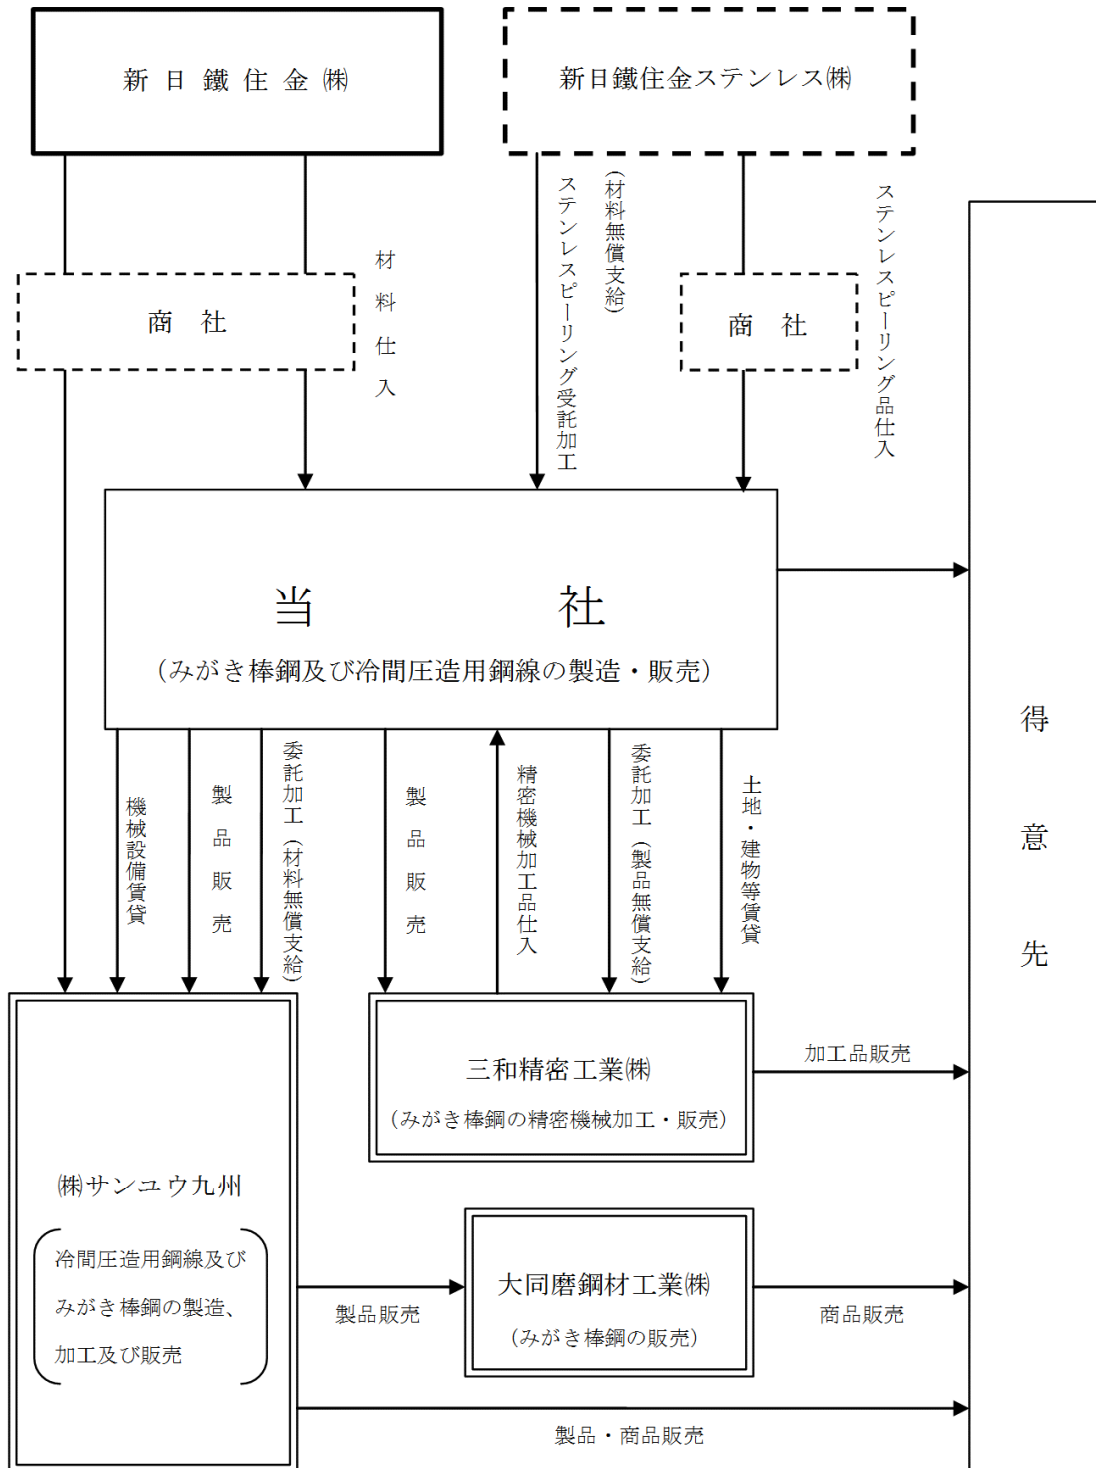 新日鐵住金㈱
新日鐵住金ステンレス㈱
材料仕入
ステンレスピーリング受託加工
(材料無償支給)
ステンレスピーリング品仕入
商社
商社
当社
（みがき棒鋼及び冷間圧造用鋼線の製造・販売）
機械設備賃貸
製品販売
委託加工（材料無償支給）
製品販売
精密機械加工品仕入
委託加工（製品無償支給）
土地・建物等賃貸
得意先
三和精密工業㈱
（みがき棒鋼の精密機械加工・販売）
加工品販売
㈱サンユウ九州
冷間圧造用鋼線及び
みがき棒鋼の製造、
加工及び販売
製品販売
大同磨鋼材工業㈱
（みがき棒鋼の販売）
商品販売
製品・商品販売